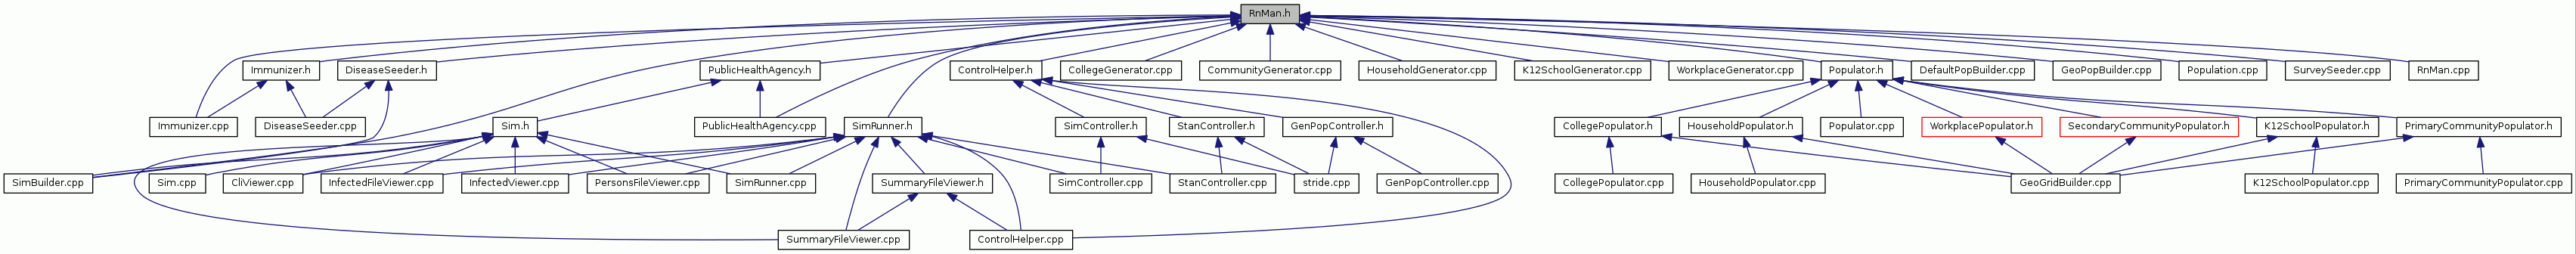 RnMan.h
Immunizer.h
DiseaseSeeder.h
PublicHealthAgency.h
ControlHelper.h
CollegeGenerator.cpp
CommunityGenerator.cpp
HouseholdGenerator.cpp
K12SchoolGenerator.cpp
WorkplaceGenerator.cpp
Populator.h
DefaultPopBuilder.cpp
GeoPopBuilder.cpp
Population.cpp
SurveySeeder.cpp
RnMan.cpp
Immunizer.cpp
DiseaseSeeder.cpp
Sim.h
PublicHealthAgency.cpp
SimRunner.h
SimController.h
StanController.h
GenPopController.h
CollegePopulator.h
HouseholdPopulator.h
Populator.cpp
WorkplacePopulator.h
SecondaryCommunityPopulator.h
K12SchoolPopulator.h
PrimaryCommunityPopulator.h
SimBuilder.cpp
Sim.cpp
CliViewer.cpp
InfectedFileViewer.cpp
InfectedViewer.cpp
PersonsFileViewer.cpp
SimRunner.cpp
SummaryFileViewer.h
SimController.cpp
StanController.cpp
stride.cpp
GenPopController.cpp
CollegePopulator.cpp
HouseholdPopulator.cpp
GeoGridBuilder.cpp
K12SchoolPopulator.cpp
PrimaryCommunityPopulator.cpp
SummaryFileViewer.cpp
ControlHelper.cpp